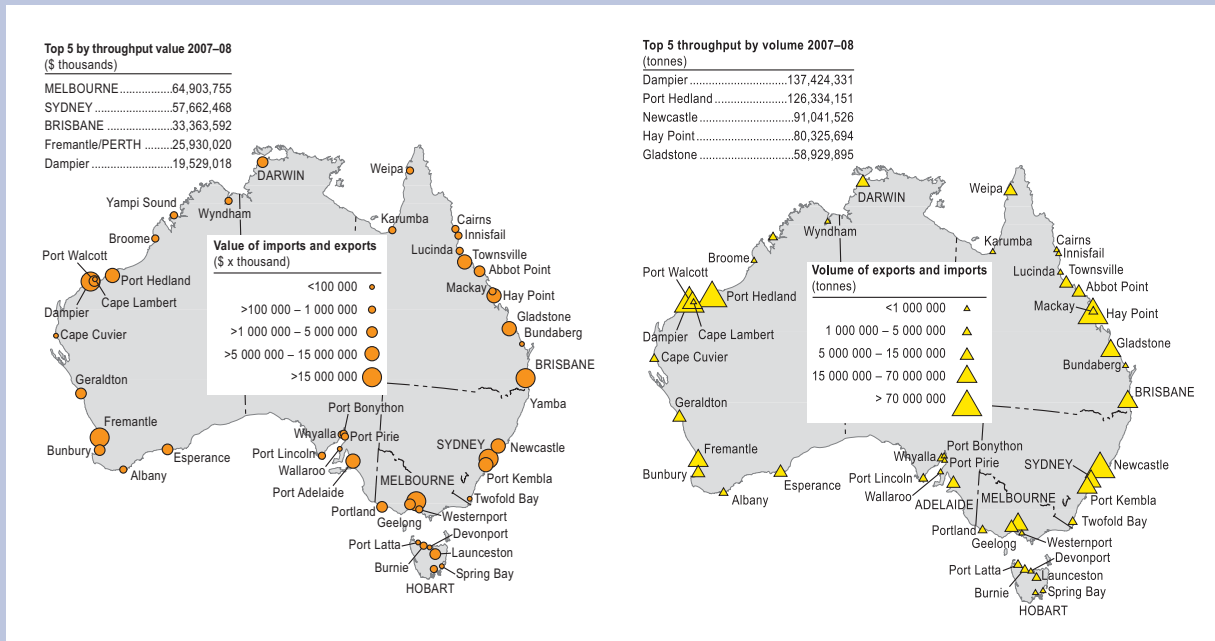 Top 5 by throughput value 2007–08
($ thousands)
MELBOURNE................64,903,755
SYDNEY ........................57,662,468
BRISBANE ....................33,363,592
Fremantle/PERTH ........25,930,020
Dampier.........................19,529,018
DARWIN
Weipa
Yampi Sound
Wyndham
Karumba
Cairns
Innisfail
Broome
Lucinda
Townsville
Port Walcott
Abbot Point
Port Hedland
Mackay
Hay Point
Cape Lambert
Dampier
Gladstone
Bundaberg
Cape Cuvier
BRISBANE
Geraldton
Yamba
Value of imports and exports
($ x thousand)
<100 000
>100 000 – 1 000 000
>1 000 000 – 5 000 000
>5 000 000 – 15 000 000
>15 000 000
Port Bonython
Fremantle
Whyalla
Port Pirie
SYDNEY
Newcastle
Bunbury
Esperance
Port Lincoln
Wallaroo
Albany
Port Kembla
MELBOURNE
Port Adelaide
Twofold Bay
Portland
Westernport
Geelong
Devonport
Port Latta
Launceston
Burnie
Spring Bay
HOBART
Top 5 throughput by volume 2007–08
(tonnes)
Dampier...............................137,424,331
Port Hedland .......................126,334,151
Newcastle..............................91,041,526
Hay Point...............................80,325,694
Gladstone..............................58,929,895
DARWIN
Weipa
Wyndham
Karumba
Cairns
Innisfail
Broome
Lucinda
Townsville
Port Walcott
Abbot Point
Port Hedland
Mackay
Hay Point
Dampier
Cape Lambert
Gladstone
Cape Cuvier
Bundaberg
BRISBANE
Geraldton
Volume of exports and imports
(tonnes)
<1 000 000
1 000 000 – 5 000 000
5 000 000 – 15 000 000
15 000 000 – 70 000 000
> 70 000 000
Port Bonython
Fremantle
Whyalla
Port Pirie
SYDNEY
Newcastle
Bunbury
Esperance
Port Lincoln
Wallaroo
Albany
Port Kembla
ADELAIDE
MELBOURNE
Twofold Bay
Portland
Geelong
Westernport
Devonport
Port Latta
Launceston
Burnie
Spring Bay
HOBART